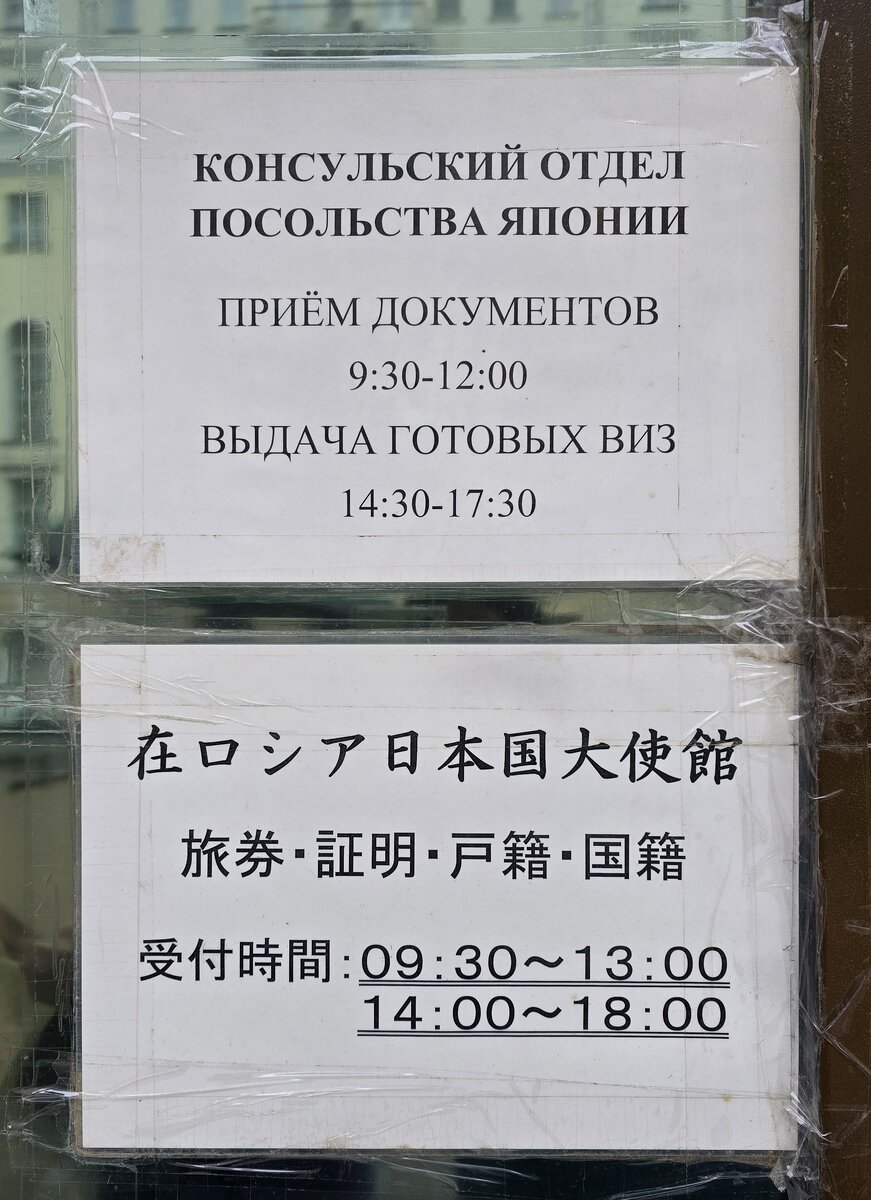 КОНСУЛЬСКИЙ ОТДЕЛ
ПОСОЛЬСТВА ЯПОНИИ
ПРИЁМ ДОКУМЕНТОВ
9:30-12:00
ВЫДАЧА ГОТОВЫХ ВИЗ
14:30-17:30
在ロシア日本国大使館
旅券・証明・戸籍・国籍
受付時間:09:30～13:00
14:00～18:00